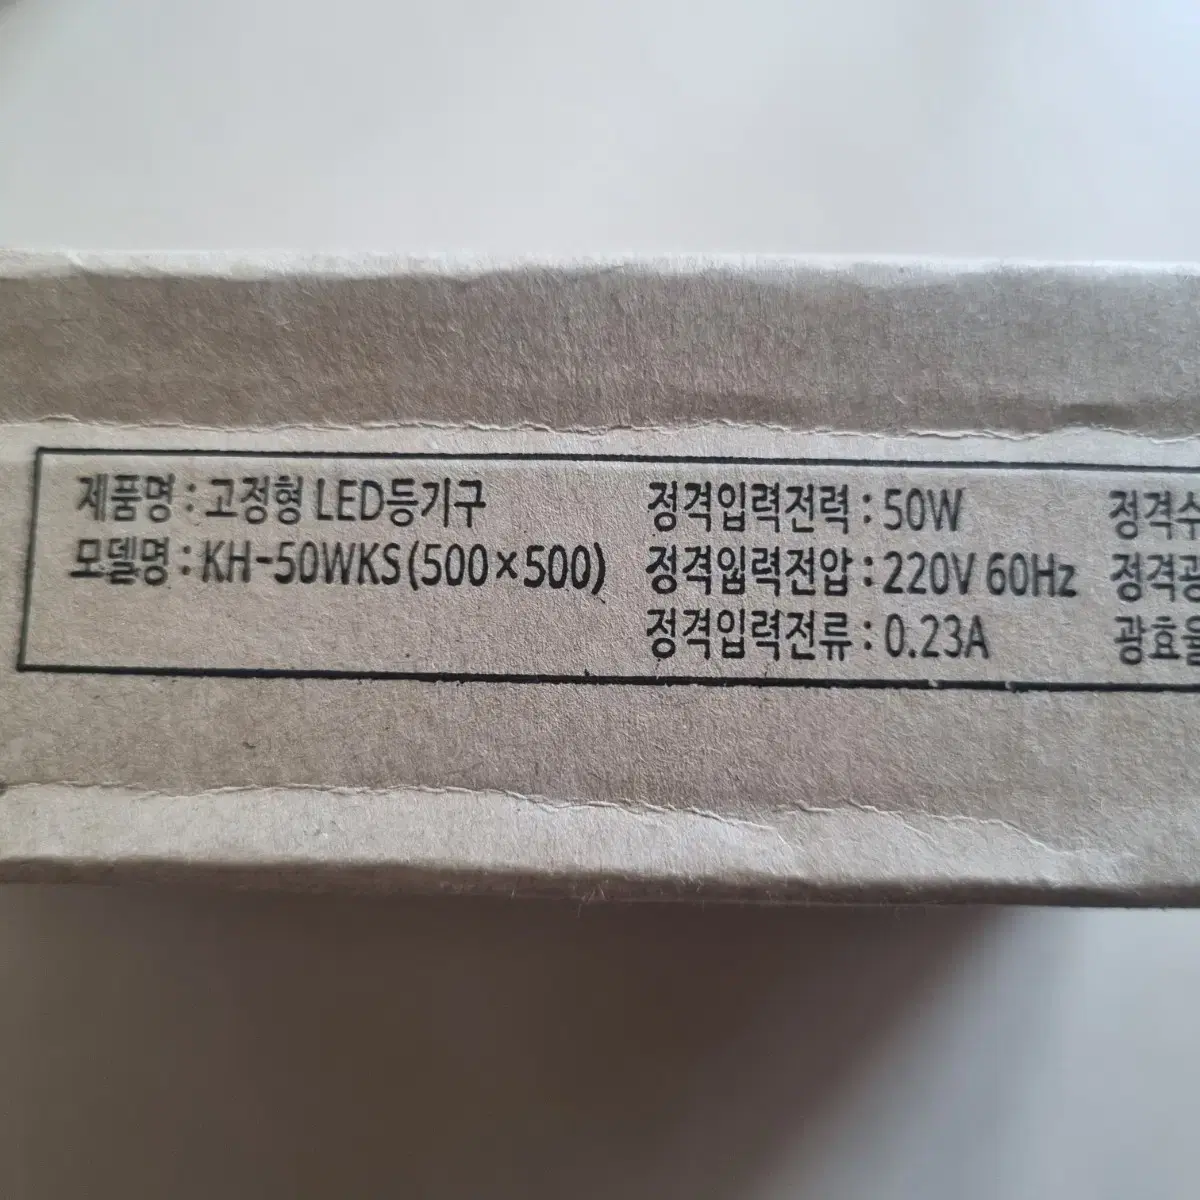 제품명 : 고정형 LED등기구
모델명 : KH-50WKS(500×500)
정격입력전력 : 50W
정격입력전압 : 220V 60Hz
정격입력전류 : 0.23A